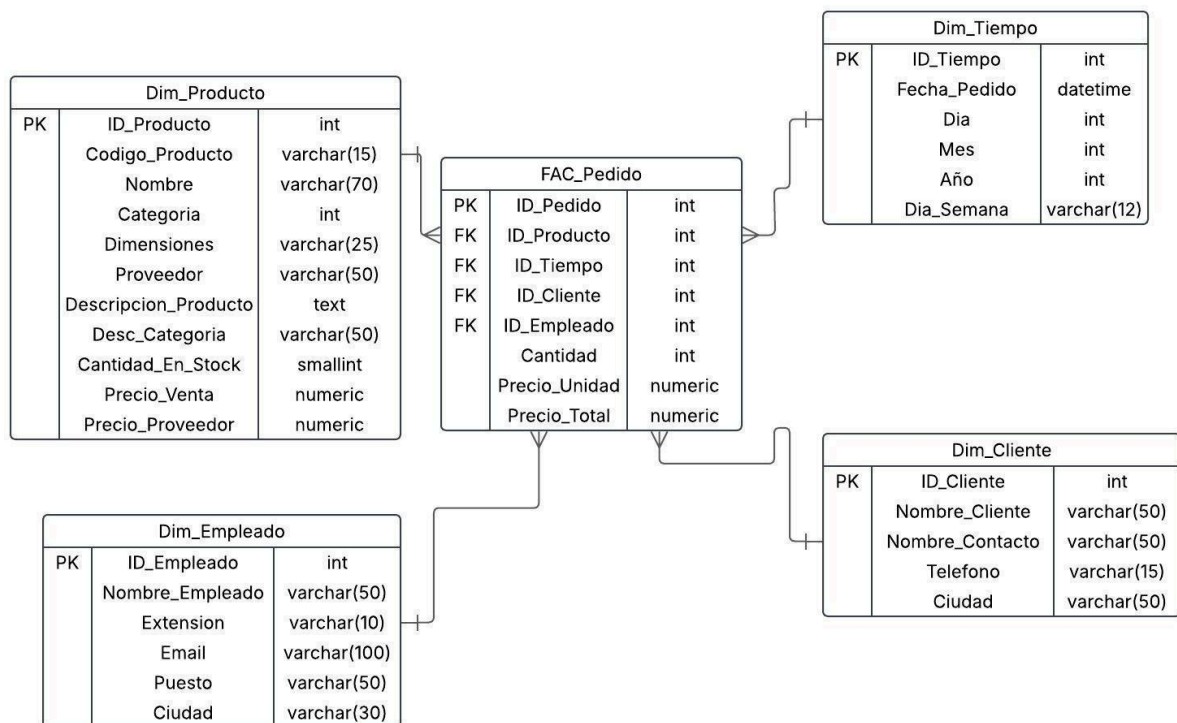 Dim_Producto
PK ID_Producto int
Codigo_Producto varchar(15)
Nombre varchar(70)
Categoria int
Dimensiones varchar(25)
Proveedor varchar(50)
Descripcion_Producto text
Desc_Categoria varchar(50)
Cantidad_En_Stock smallint
Precio_Venta numeric
Precio_Proveedor numeric
Dim_Tiempo
PK ID_Tiempo int
Fecha_Pedido datetime
Dia int
Mes int
Año int
Dia_Semana varchar(12)
FAC_Pedido
PK ID_Pedido int
FK ID_Producto int
FK ID_Tiempo int
FK ID_Cliente int
FK ID_Empleado int
Cantidad int
Precio_Unidad numeric
Precio_Total numeric
Dim_Empleado
PK ID_Empleado int
Nombre_Empleado varchar(50)
Extension varchar(10)
Email varchar(100)
Puesto varchar(50)
Ciudad varchar(30)
Dim_Cliente
PK ID_Cliente int
Nombre_Cliente varchar(50)
Nombre_Contacto varchar(50)
Telefono varchar(15)
Ciudad varchar(50)